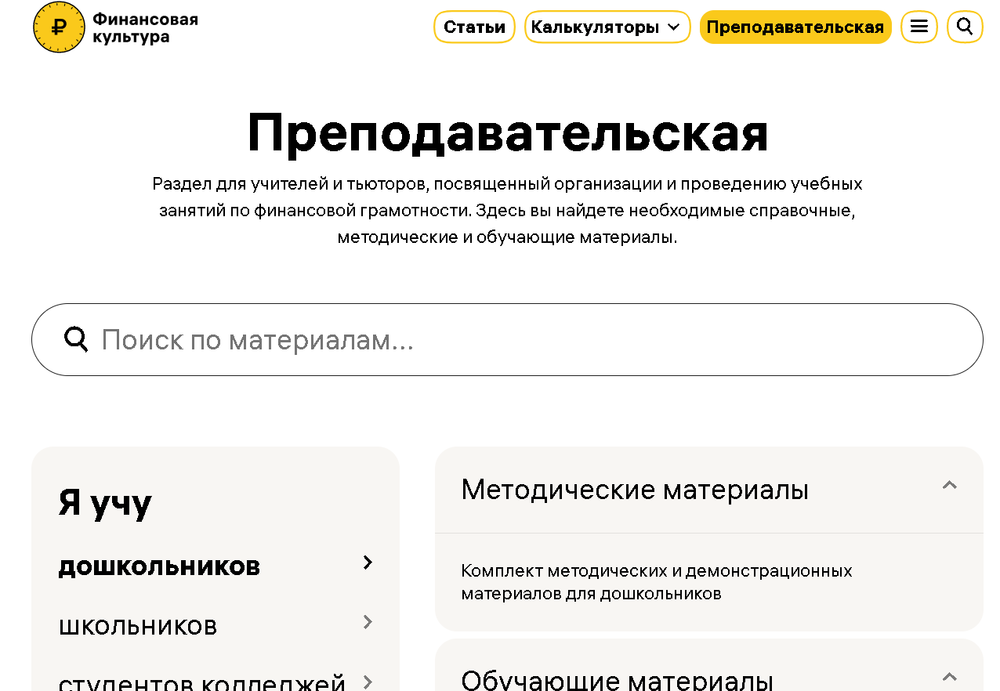 Финансовая
культура
Статьи
Калькуляторы
Преподавательская
Преподавательская
Раздел для учителей и тьюторов, посвященный организации и проведению учебных
занятий по финансовой грамотности. Здесь вы найдете необходимые справочные,
методические и обучающие материалы.
Поиск по материалам...
Я учу
дошкольников
школьников
студентов колледжей
Методические материалы
Комплект методических и демонстрационных
материалов для дошкольников
Обучающие материалы